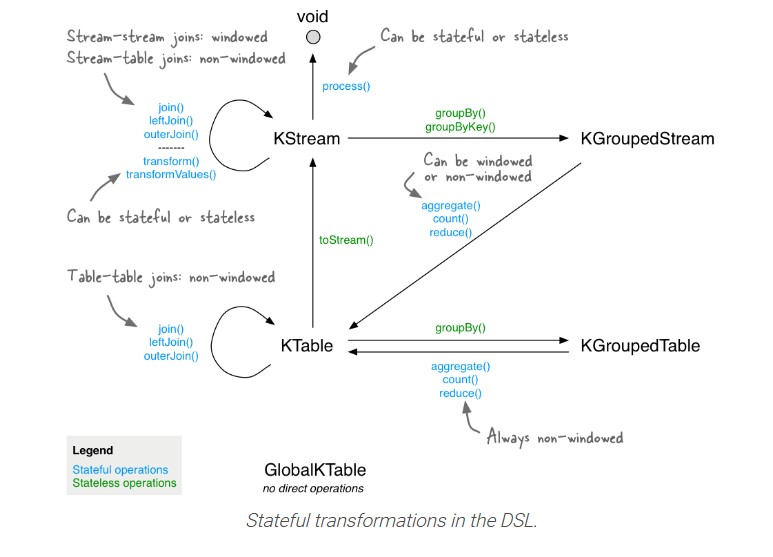 void
Stream-stream joins: windowed
Stream-table joins: non-windowed
Can be stateful or stateless
process()
join()
leftJoin()
outerJoin()
-------
transform()
transformValues()
KStream
groupBy()
groupByKey()
KGroupedStream
Can be windowed
or non-windowed
Can be stateful or stateless
aggregate()
count()
reduce()
toStream()
Table-table joins: non-windowed
join()
leftJoin()
outerJoin()
KTable
groupBy()
KGroupedTable
aggregate()
count()
reduce()
Always non-windowed
Legend
Stateful operations
Stateless operations
GlobalKTable
no direct operations
Stateful transformations in the DSL.